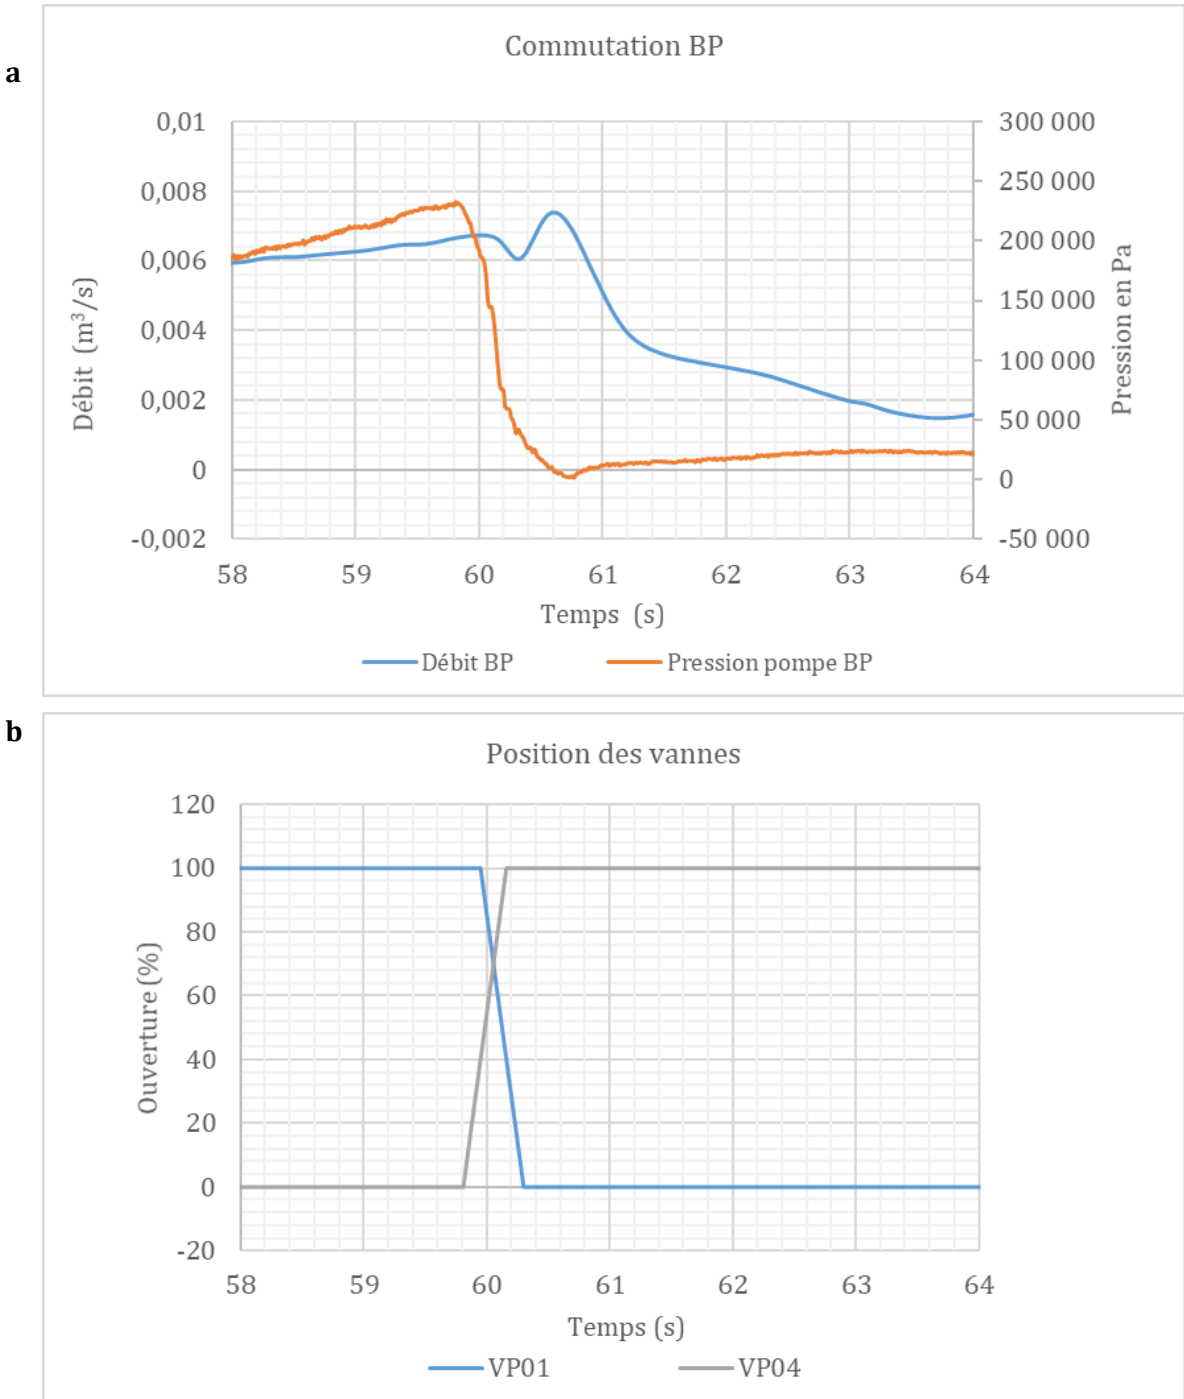 a
Commutation BP
0,01
0,008
0,006
0,004
0,002
0
-0,002
Débit (m³/s)
300 000
250 000
200 000
150 000
100 000
50 000
0
-50 000
Pression en Pa
58 59 60 61 62 63 64
Temps (s)
Débit BP Pression pompe BP
b
Position des vannes
120
100
80
60
40
20
0
-20
Ouverture (%)
58 59 60 61 62 63 64
Temps (s)
VP01 VP04